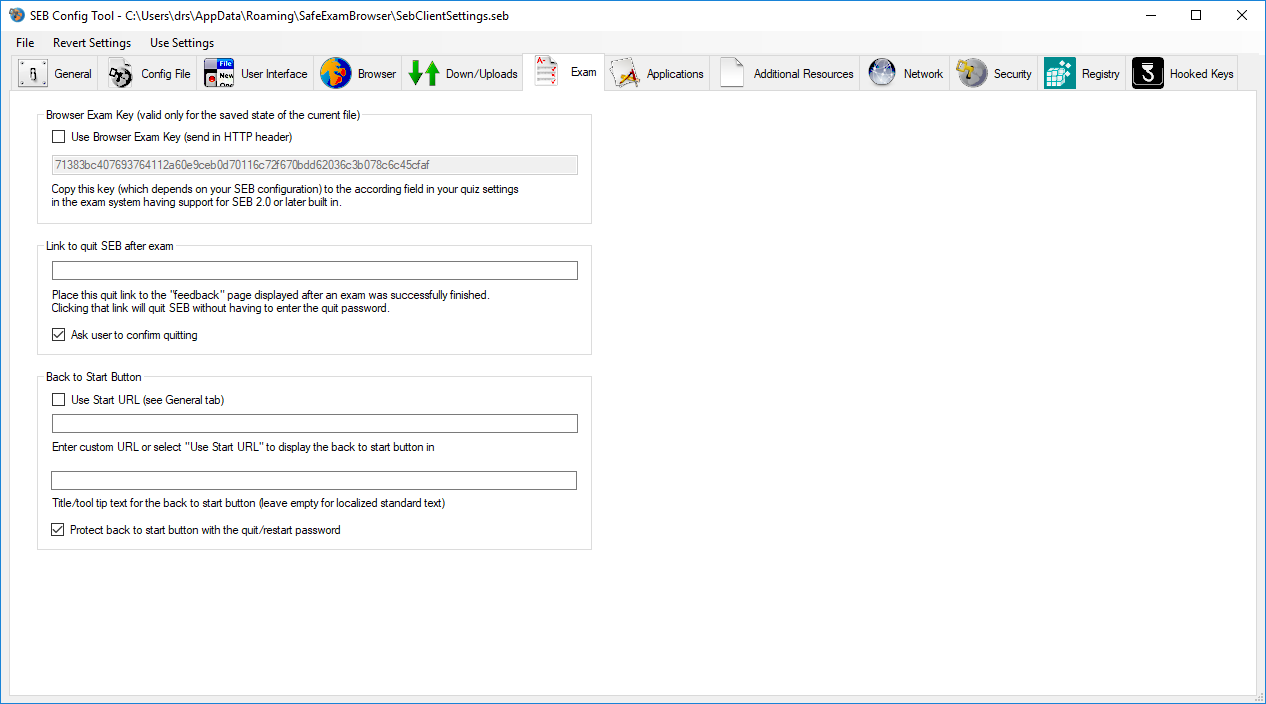 SEB Config Tool - C:\Users\drs\AppData\Roaming\SafeExamBrowser\SebClientSettings.seb
File Revert Settings Use Settings
General Config File User Interface Browser Down/Uploads Exam Applications Additional Resources Network Security Registry Hooked Keys
Browser Exam Key (valid only for the saved state of the current file)
Use Browser Exam Key (send in HTTP header)
71383bc407693764112a60e9ceb0d70116c72f670bdd62036c3b078c6c45cfaf
Copy this key (which depends on your SEB configuration) to the according field in your quiz settings
in the exam system having support for SEB 2.0 or later built in.
Link to quit SEB after exam
Place this quit link to the "feedback" page displayed after an exam was successfully finished.
Clicking that link will quit SEB without having to enter the quit password.
Ask user to confirm quitting
Back to Start Button
Use Start URL (see General tab)
Enter custom URL or select "Use Start URL" to display the back to start button in
Title/tool tip text for the back to start button (leave empty for localized standard text)
Protect back to start button with the quit/restart password